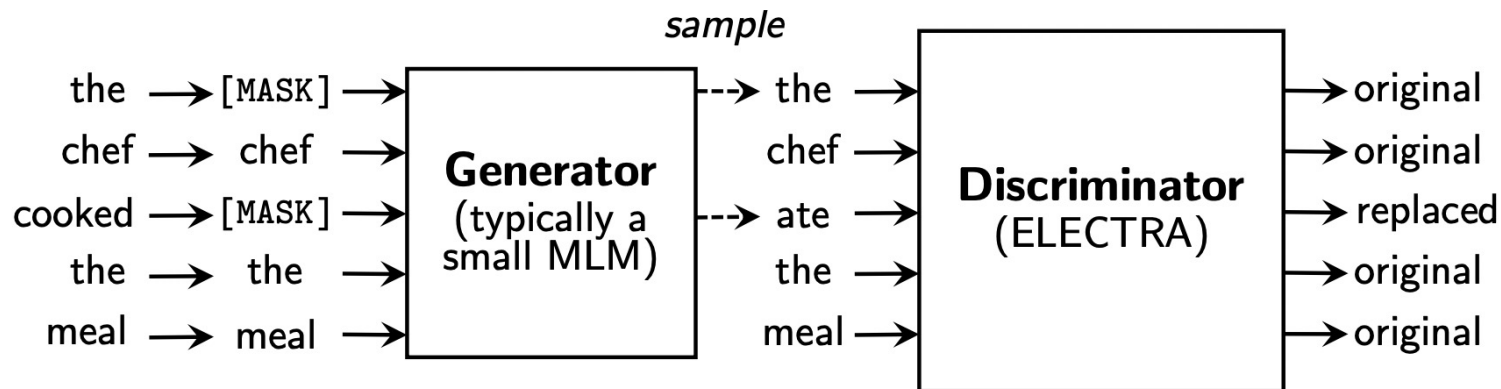 sample
the [MASK] the original
chef chef chef original
Generator
(typically a
small MLM)
Discriminator
(ELECTRA)
cooked [MASK] ate replaced
the the the original
meal meal meal original